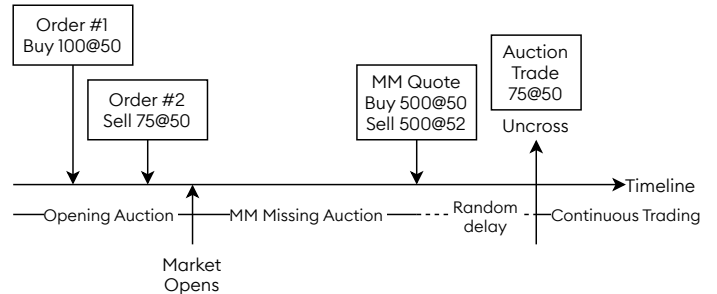 Order #1
Buy 100@50
Order #2
Sell 75@50
MM Quote
Buy 500@50
Sell 500@52
Auction
Trade
75@50
Uncross
Timeline
Opening Auction
MM Missing Auction
Random
delay
Continuous Trading
Market
Opens